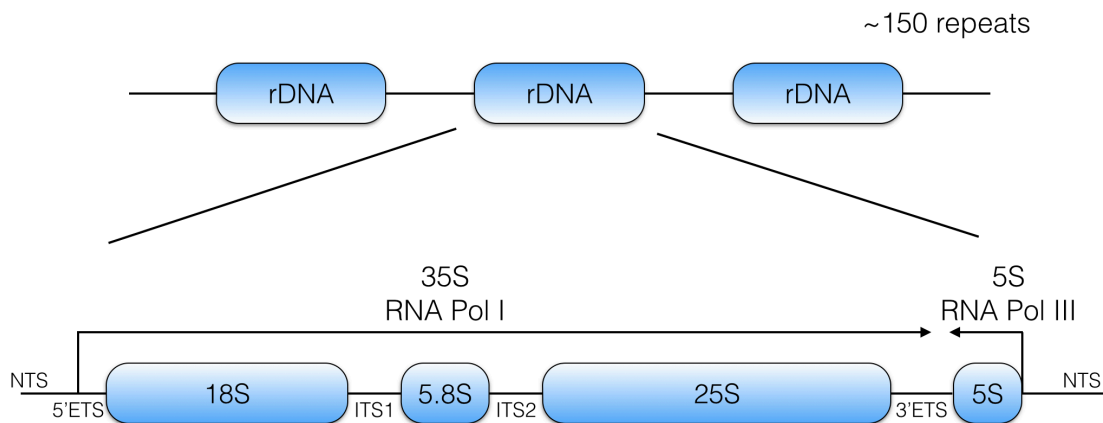 ~150 repeats
rDNA
rDNA
rDNA
35S
RNA Pol I
5S
RNA Pol III
NTS
5'ETS
18S
ITS1
5.8S
ITS2
25S
3'ETS
5S
NTS